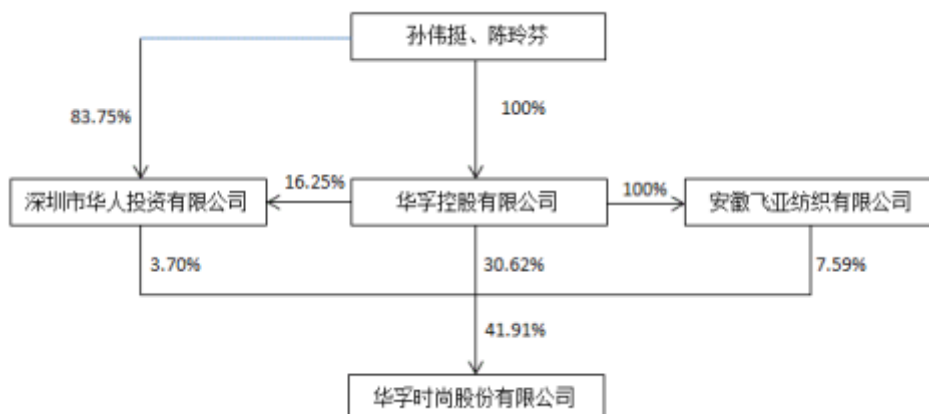 孙伟挺、陈玲芬
83.75%
100%
深圳市华人投资有限公司
16.25%
华孚控股有限公司
100%
安徽飞亚纺织有限公司
3.70%
30.62%
7.59%
41.91%
华孚时尚股份有限公司